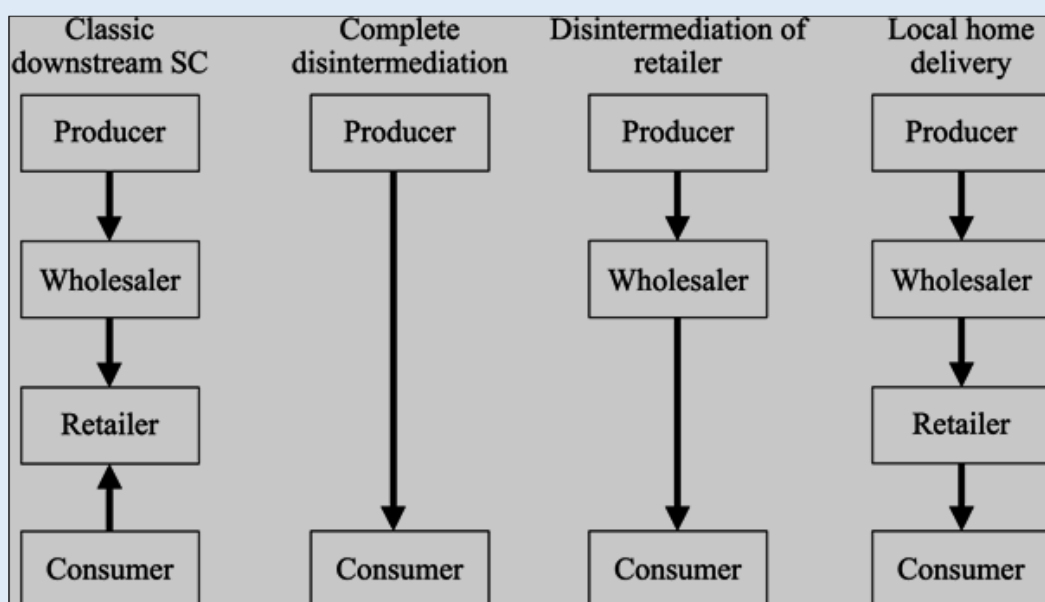 Classic
downstream SC
Complete
disintermediation
Disintermediation of
retailer
Local home
delivery
Producer
Producer
Producer
Producer
Wholesaler
Wholesaler
Wholesaler
Retailer
Retailer
Consumer
Consumer
Consumer
Consumer